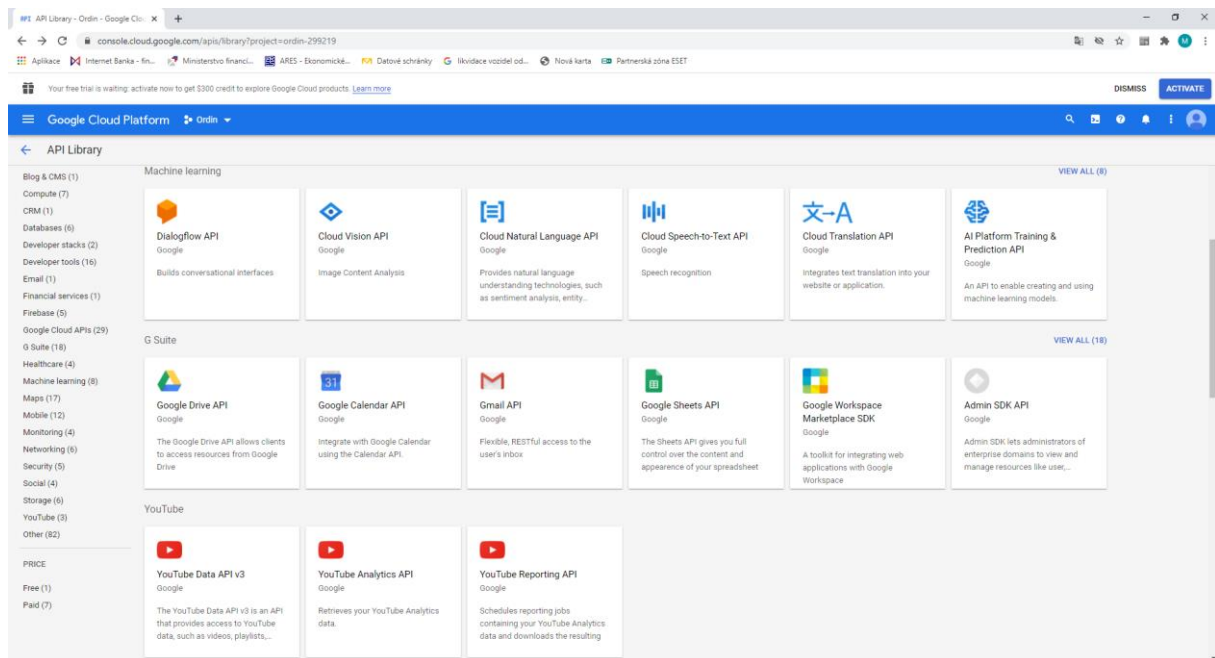 API Library - Ordin - Google Clo
console.cloud.google.com/apis/library?project=ordin-299219
M
Aplikace Internet Banka - fin... Ministerstvo financí... ARES - Ekonomické... Datové schránky likvidace vozidel od... Nová karta Partnerská zóna ESET
Your free trial is waiting: activate now to get $300 credit to explore Google Cloud products. Learn more
DISMISS ACTIVATE
Google Cloud Platform Ordin
API Library
Blog & CMS (1)
Compute (7)
CRM (1)
Databases (6)
Developer stacks (2)
Developer tools (16)
Email (1)
Financial services (1)
Firebase (5)
Google Cloud APIs (29)
G Suite (18)
Healthcare (4)
Machine learning (8)
Maps (17)
Mobile (12)
Monitoring (4)
Networking (6)
Security (5)
Social (4)
Storage (6)
YouTube (3)
Other (82)
PRICE
Free (1)
Paid (7)
Machine learning VIEW ALL (8)
Dialogflow API
Google
Builds conversational interfaces
Cloud Vision API
Google
Image Content Analysis
Cloud Natural Language API
Google
Provides natural language
understanding technologies, such
as sentiment analysis, entity...
Cloud Speech-to-Text API
Google
Speech recognition
文→A
Cloud Translation API
Google
Integrates text translation into your
website or application.
AI Platform Training &
Prediction API
Google
An API to enable creating and using
machine learning models.
G Suite VIEW ALL (18)
Google Drive API
Google
The Google Drive API allows clients
to access resources from Google
Drive
31
Google Calendar API
Google
Integrate with Google Calendar
using the Calendar API.
Gmail API
Google
Flexible, RESTful access to the
user's inbox
Google Sheets API
Google
The Sheets API gives you full
control over the content and
appearence of your spreadsheet
Google Workspace
Marketplace SDK
Google
A toolkit for integrating web
applications with Google
Workspace
Admin SDK API
Google
Admin SDK lets administrators of
enterprise domains to view and
manage resources like user,...
YouTube
YouTube Data API v3
Google
The YouTube Data API v3 is an API
that provides access to YouTube
data, such as videos, playlists,...
YouTube Analytics API
Google
Retrieves your YouTube Analytics
data.
YouTube Reporting API
Google
Schedules reporting jobs
containing your YouTube Analytics
data and downloads the resulting